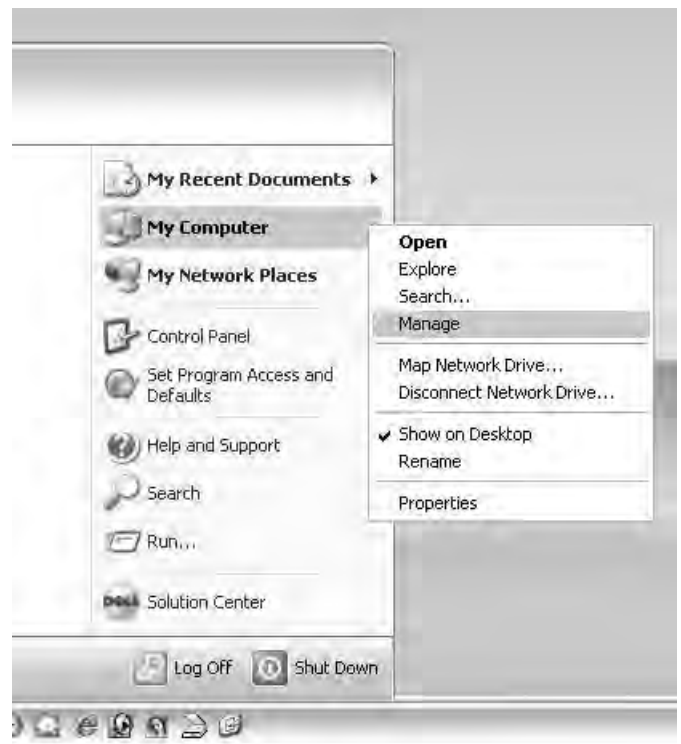 My Recent Documents
My Computer
My Network Places
Control Panel
Set Program Access and
Defaults
Help and Support
Search
Run...
DELL Solution Center
Log Off
Shut Down
Open
Explore
Search...
Manage
Map Network Drive...
Disconnect Network Drive...
Show on Desktop
Rename
Properties